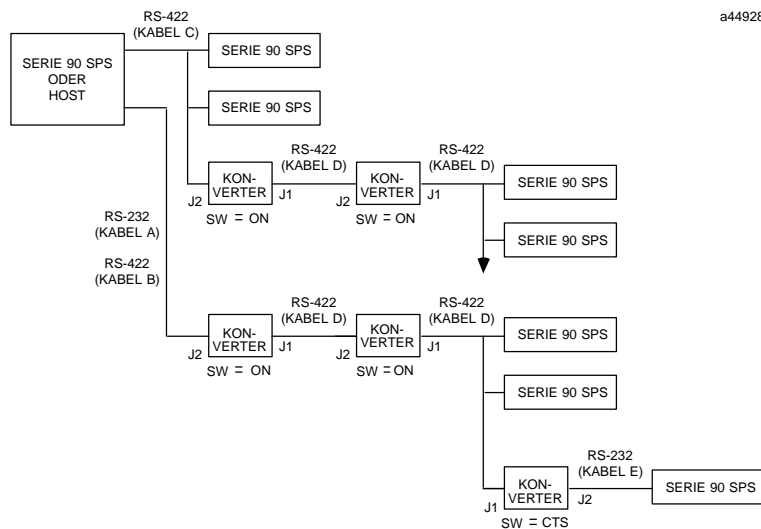 a44928
RS-422
(KABEL C)
SERIE 90 SPS
ODER
HOST
SERIE 90 SPS
SERIE 90 SPS
RS-422
(KABEL D)
RS-422
(KABEL D)
KON-
VERTER
KON-
VERTER
SERIE 90 SPS
J2
J1
J2
J1
SW = ON
SW = ON
RS-232
(KABEL A)
SERIE 90 SPS
RS-422
(KABEL B)
RS-422
(KABEL D)
RS-422
(KABEL D)
KON-
VERTER
KON-
VERTER
SERIE 90 SPS
J2
J1
J2
J1
SW = ON
SW = ON
SERIE 90 SPS
RS-232
(KABEL E)
KON-
VERTER
SERIE 90 SPS
J1
J2
SW = CTS